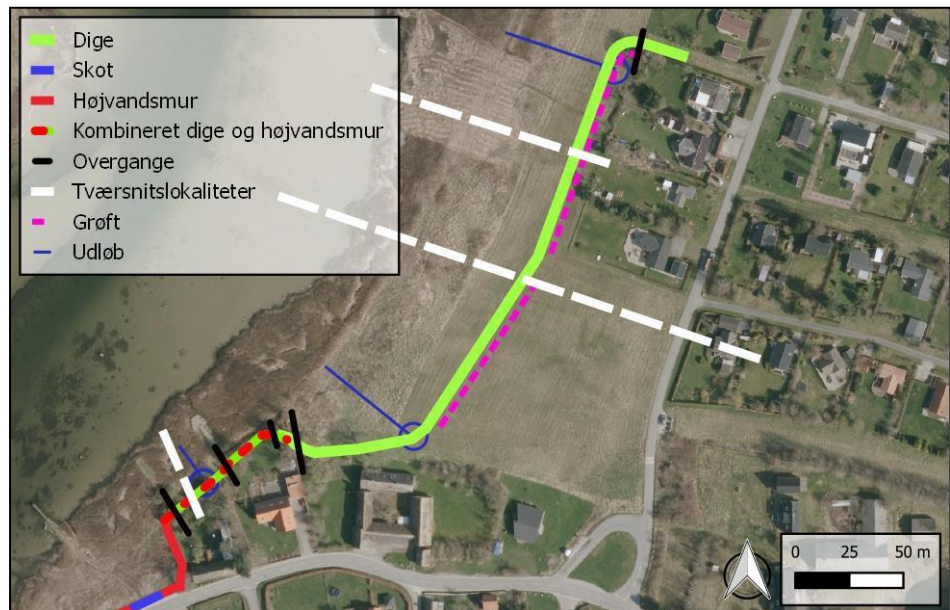 Dige
Skot
Højvandsmur
Kombineret dige og højvandsmur
Overgange
Tværsnitslokaliteter
Grøft
Udløb
0 25 50 m